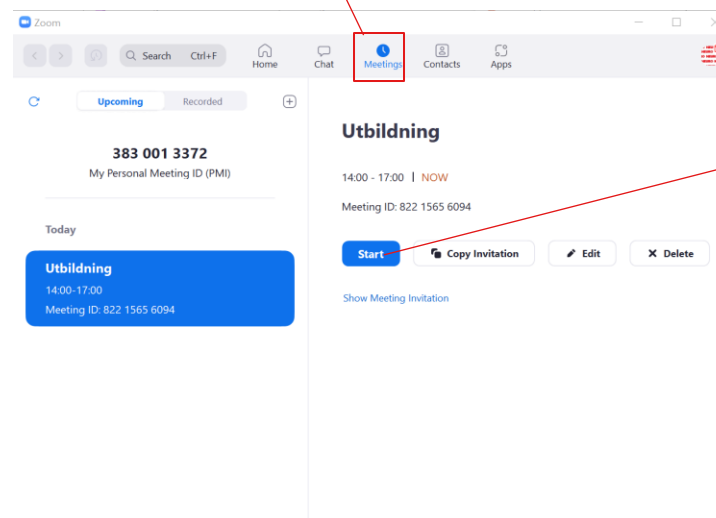 Zoom
Search Ctrl+F
Home
Chat
Meetings
Contacts
Apps
Upcoming
Recorded
383 001 3372
My Personal Meeting ID (PMI)
Today
Utbildning
14:00-17:00
Meeting ID: 822 1565 6094
Utbildning
14:00 - 17:00 | NOW
Meeting ID: 822 1565 6094
Start
Copy Invitation
Edit
Delete
Show Meeting Invitation